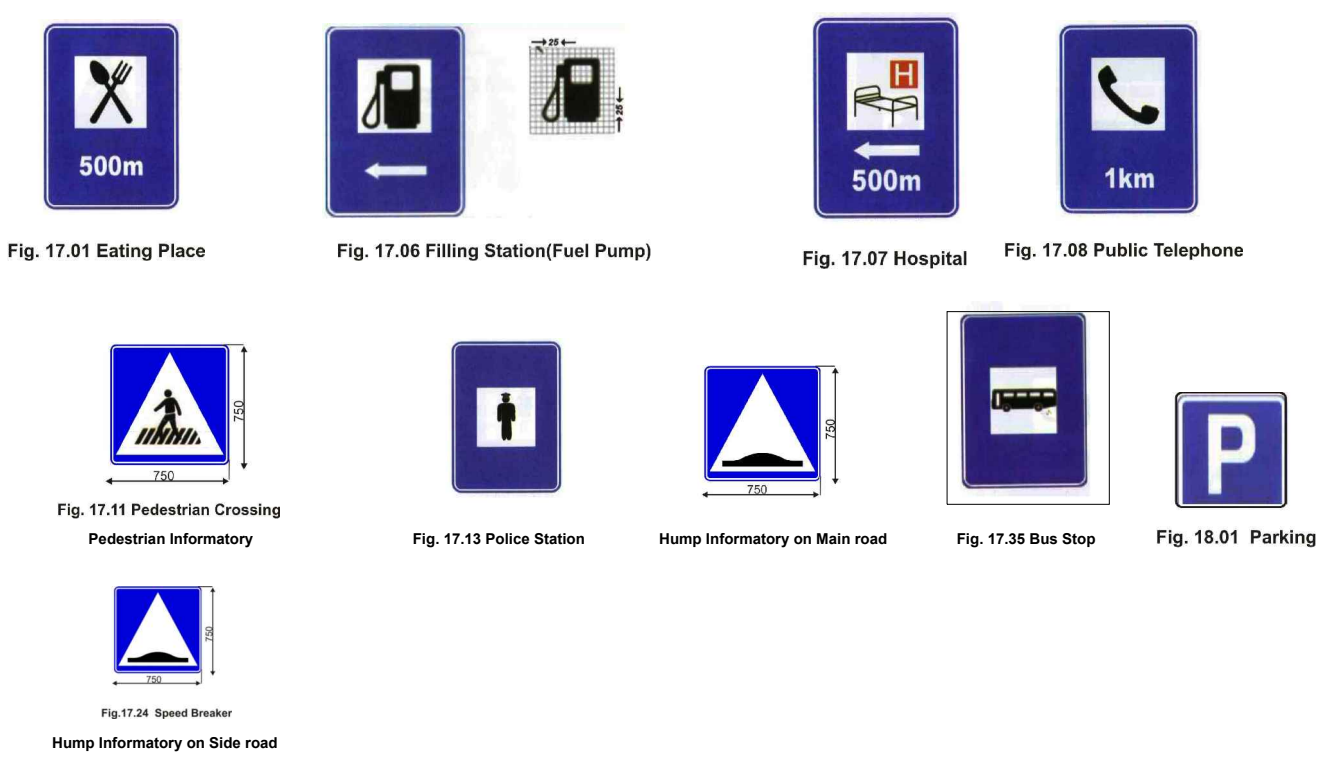 500m
Fig. 17.01 Eating Place
25
25
Fig. 17.06 Filling Station(Fuel Pump)
H
500m
Fig. 17.07 Hospital
1km
Fig. 17.08 Public Telephone
750
750
Fig. 17.11 Pedestrian Crossing
Pedestrian Informatory
Fig. 17.13 Police Station
750
750
Hump Informatory on Main road
Fig. 17.35 Bus Stop
P
Fig. 18.01 Parking
750
750
Fig.17.24 Speed Breaker
Hump Informatory on Side road